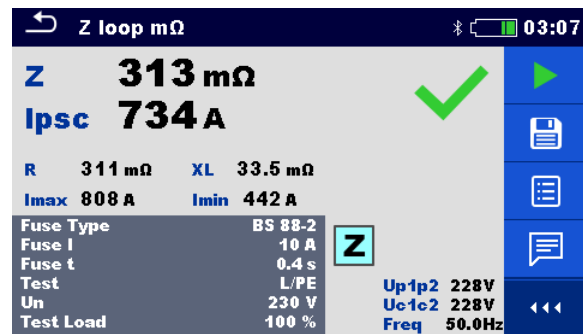 Z loop mΩ 03:07
Z 313 mΩ
Ipsc 734 A
R 311 mΩ XL 33.5 mΩ
Imax 808 A Imin 442 A
Fuse Type BS 88-2
Fuse I 10 A
Fuse t 0.4 s
Test L/PE
Un 230 V
Test Load 100 %
Z
Up1p2 228V
Uc1c2 228V
Freq 50.0Hz